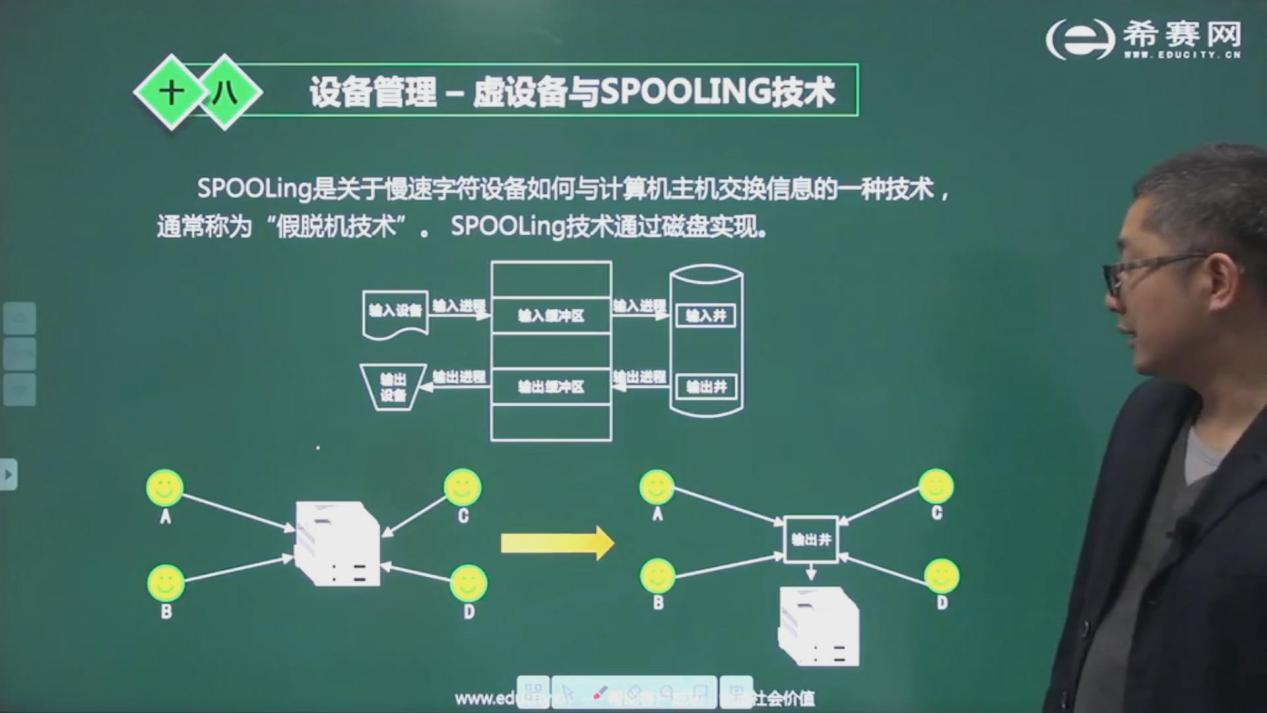 希赛网
WWW.EDUCITY.CN
十八
设备管理 – 虚设备与SPOOLING技术
SPOOLing是关于慢速字符设备如何与计算机主机交换信息的一种技术，
通常称为“假脱机技术”。 SPOOLing技术通过磁盘实现。
输入设备
输入进程
输入缓冲区
输入进程
输入井
输出
设备
输出进程
输出缓冲区
输出进程
输出井
A
C
B
D
A
C
输出井
B
D
www.edu
社会价值